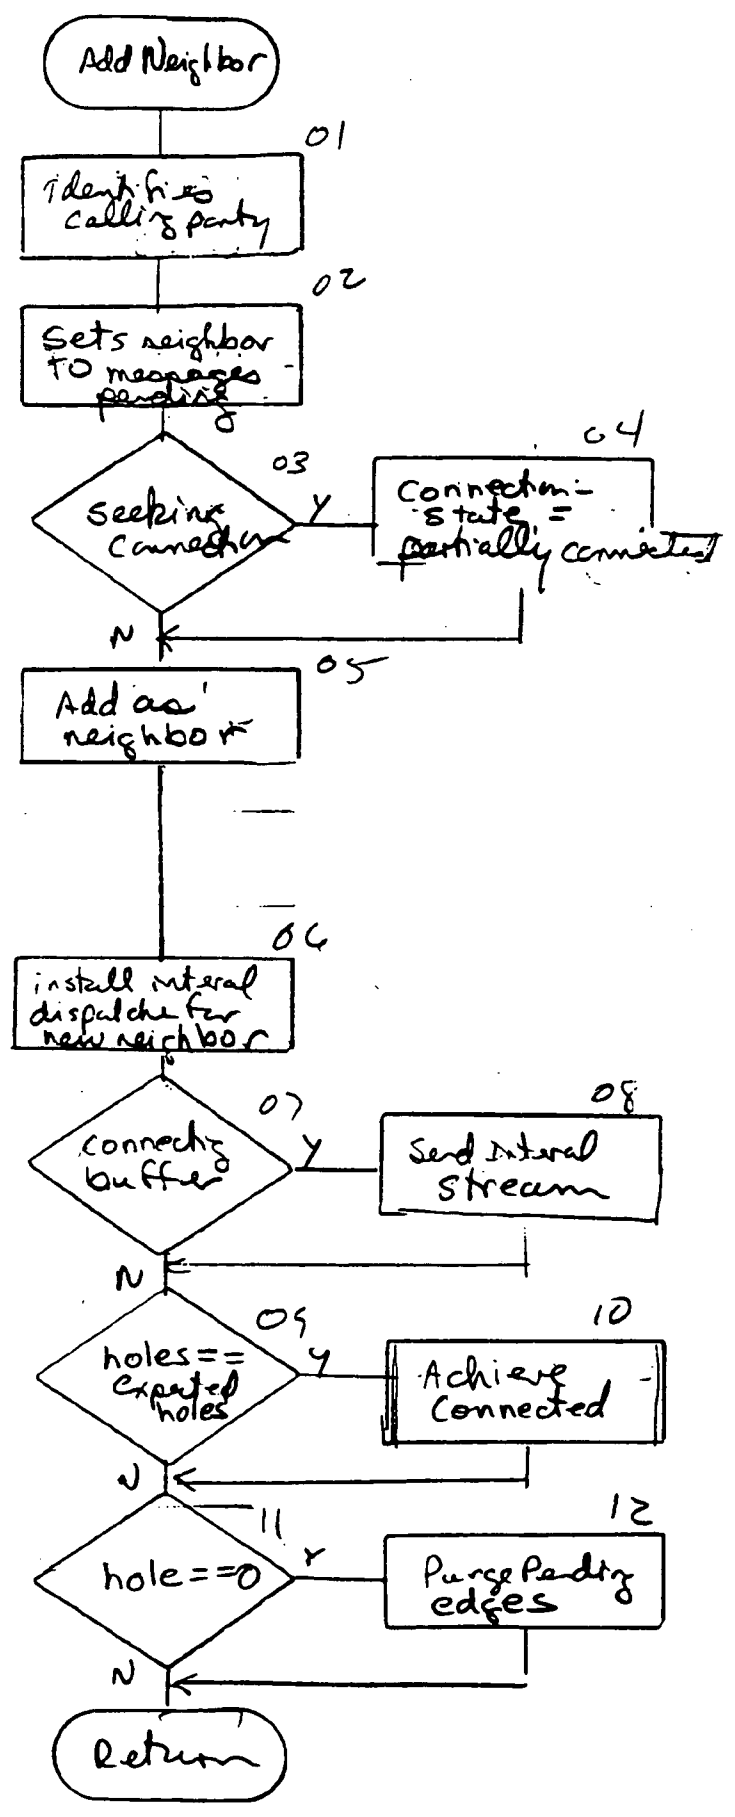 Add Neighbor
01
Identifies
calling party
02
Sets neighbor
TO messages
pending
03
Seeking
Connection
Y
04
Connection-
state =
partially connected
N
05
Add as
neighbor
06
install interal
dispatche for
new neighbor
07
connectig
buffer
Y
08
Send Interal
stream
N
09
holes==
expected
holes
Y
10
Achieve
Connected
N
11
hole==0
Y
12
Purge Pending
edges
N
Return